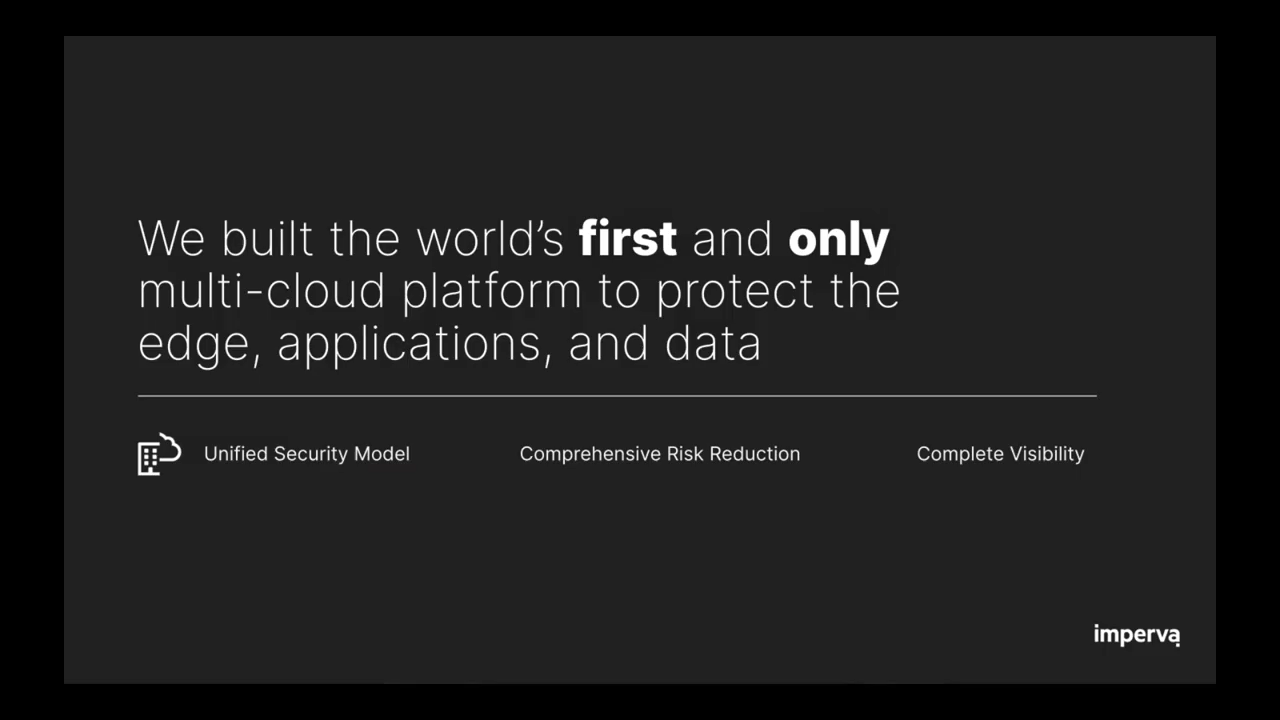 We built the world’s first and only
multi-cloud platform to protect the
edge, applications, and data
Unified Security Model
Comprehensive Risk Reduction
Complete Visibility
imperva